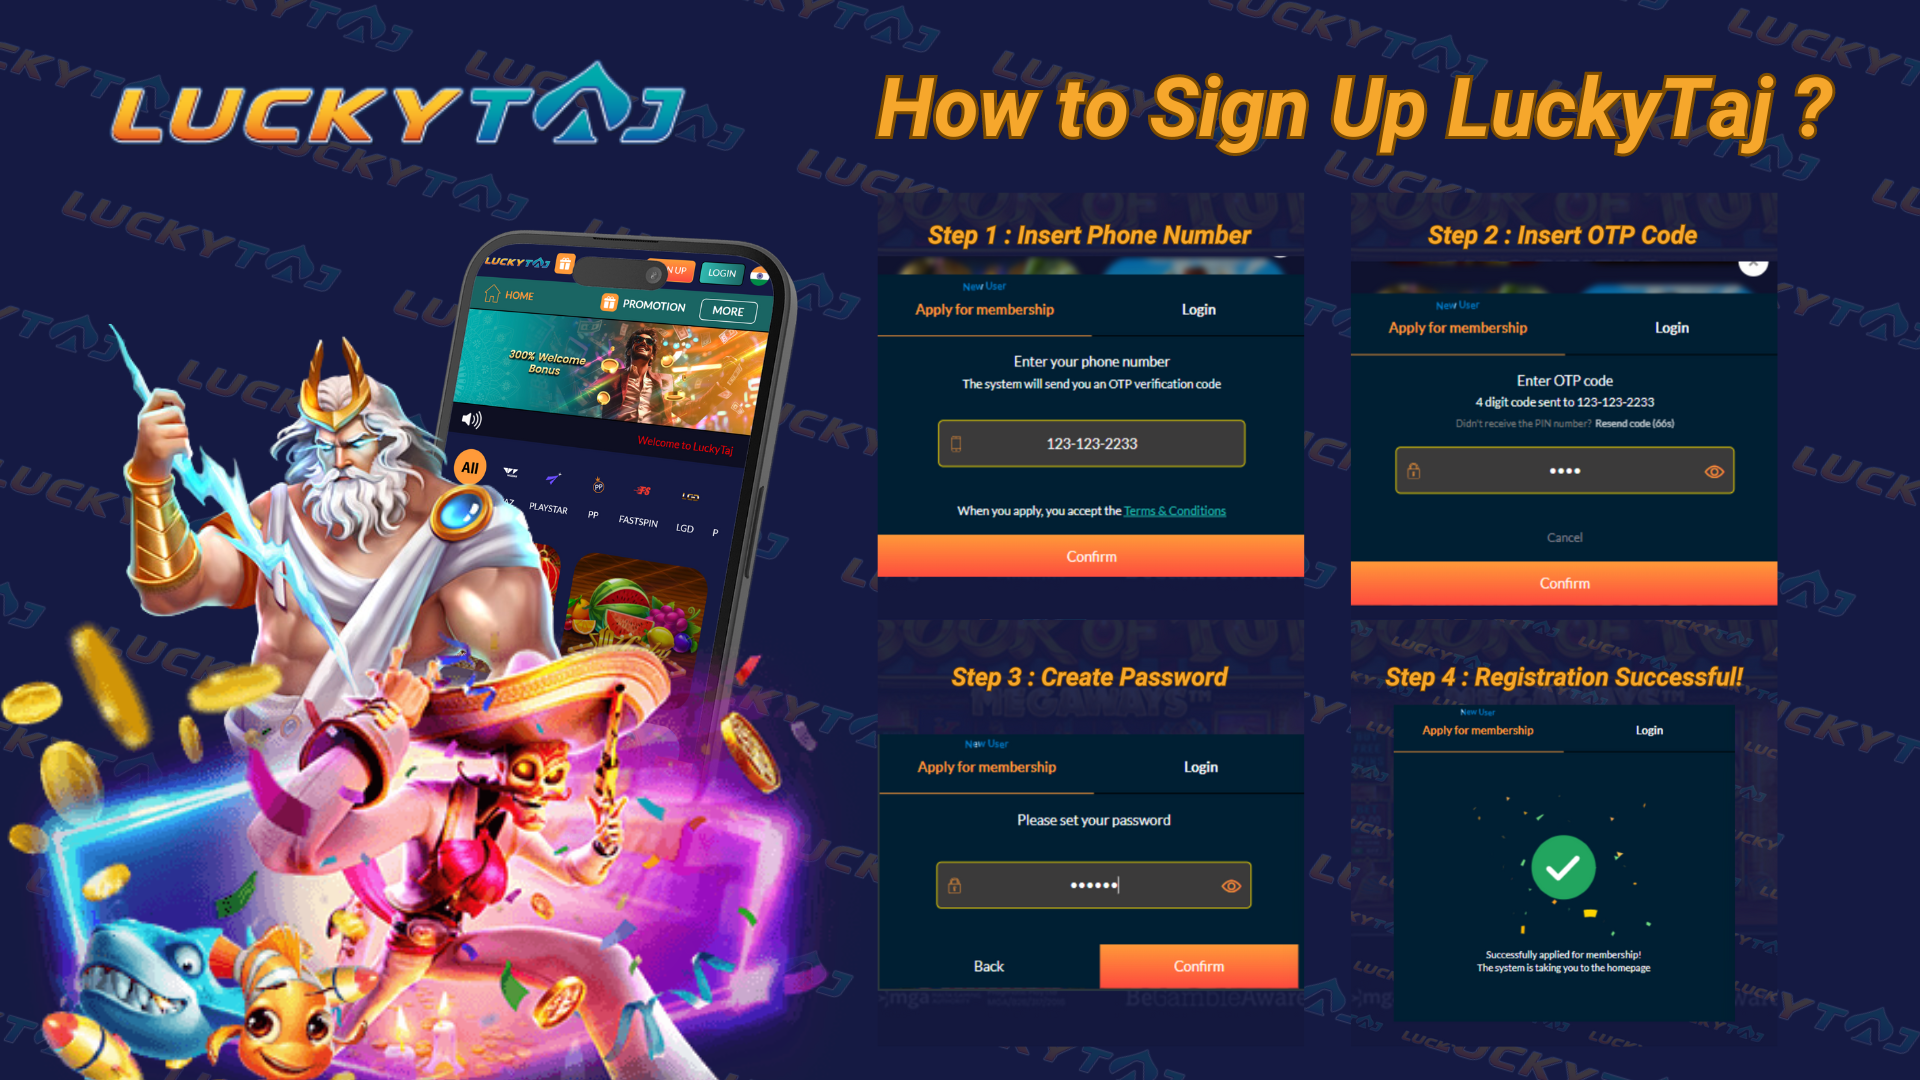 LUCKYTAJ
How to Sign Up LuckyTaj ?
LUCKYTAJ
N UP
LOGIN
HOME
PROMOTION
MORE
300% Welcome
Bonus
Welcome to LuckyTaj
All
PLAYSTAR
PP
FASTSPIN
LGD
P
Step 1 : Insert Phone Number
New User
Apply for membership
Login
Enter your phone number
The system will send you an OTP verification code
123-123-2233
When you apply, you accept the Terms & Conditions
Confirm
Step 2 : Insert OTP Code
New User
Apply for membership
Login
Enter OTP code
4 digit code sent to 123-123-2233
Didn't receive the PIN number? Resend code (66s)
••••
Cancel
Confirm
Step 3 : Create Password
MEGAWAYS™
New User
Apply for membership
Login
Please set your password
••••••
Back
Confirm
mga
BeGambleAware
Step 4 : Registration Successful!
New User
Apply for membership
Login
Successfully applied for membership!
The system is taking you to the homepage